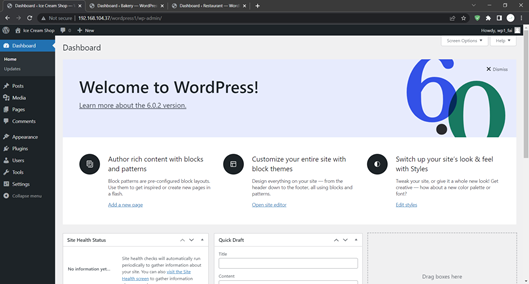 Dashboard ‹ Ice Cream Shop —
Dashboard ‹ Bakery — WordPres
Dashboard ‹ Restaurant — Word
Not secure | 192.168.104.37/wordpress1/wp-admin/
Ice Cream Shop
0
New
Howdy, wp1_lui
Screen Options
Help
Dashboard
Home
Updates
Posts
Media
Pages
Comments
Appearance
Plugins
Users
Tools
Settings
Collapse menu
Dashboard
Dismiss
Welcome to WordPress!
Learn more about the 6.0.2 version.
6.0
Author rich content with blocks
and patterns
Block patterns are pre-configured block layouts.
Use them to get inspired or create new pages in
a flash.
Add a new page
Customize your entire site with
block themes
Design everything on your site — from the
header down to the footer, all using blocks and
patterns.
Open site editor
Switch up your site's look & feel
with Styles
Tweak your site, or give it a whole new look! Get
creative — how about a new color palette or
font?
Edit styles
Site Health Status
No information yet...
Site health checks will automatically run
periodically to gather information about
your site. You can also visit the Site
Health screen to gather information
Quick Draft
Title
Content
Drag boxes here